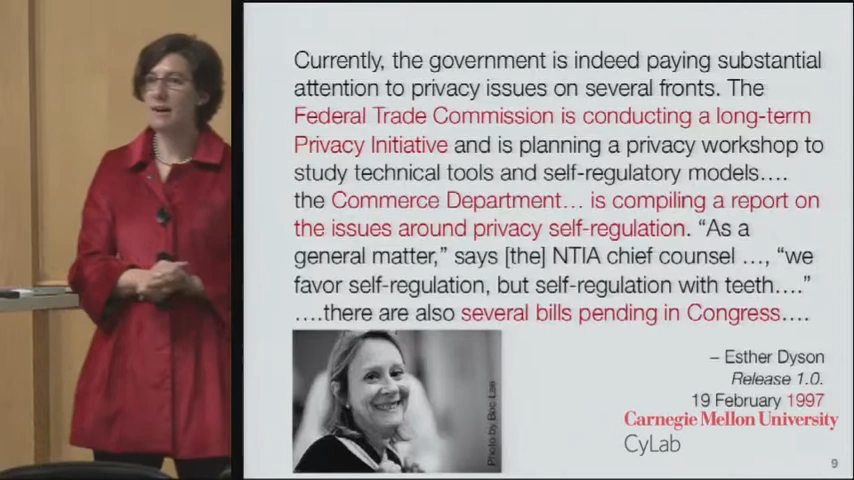 Currently, the government is indeed paying substantial
attention to privacy issues on several fronts. The
Federal Trade Commission is conducting a long-term
Privacy Initiative and is planning a privacy workshop to
study technical tools and self-regulatory models….
the Commerce Department… is compiling a report on
the issues around privacy self-regulation. “As a
general matter,” says [the] NTIA chief counsel …, “we
favor self-regulation, but self-regulation with teeth….”
….there are also several bills pending in Congress….
– Esther Dyson
Release 1.0.
19 February 1997
Photo by Boc Lae
Carnegie Mellon University
CyLab
9